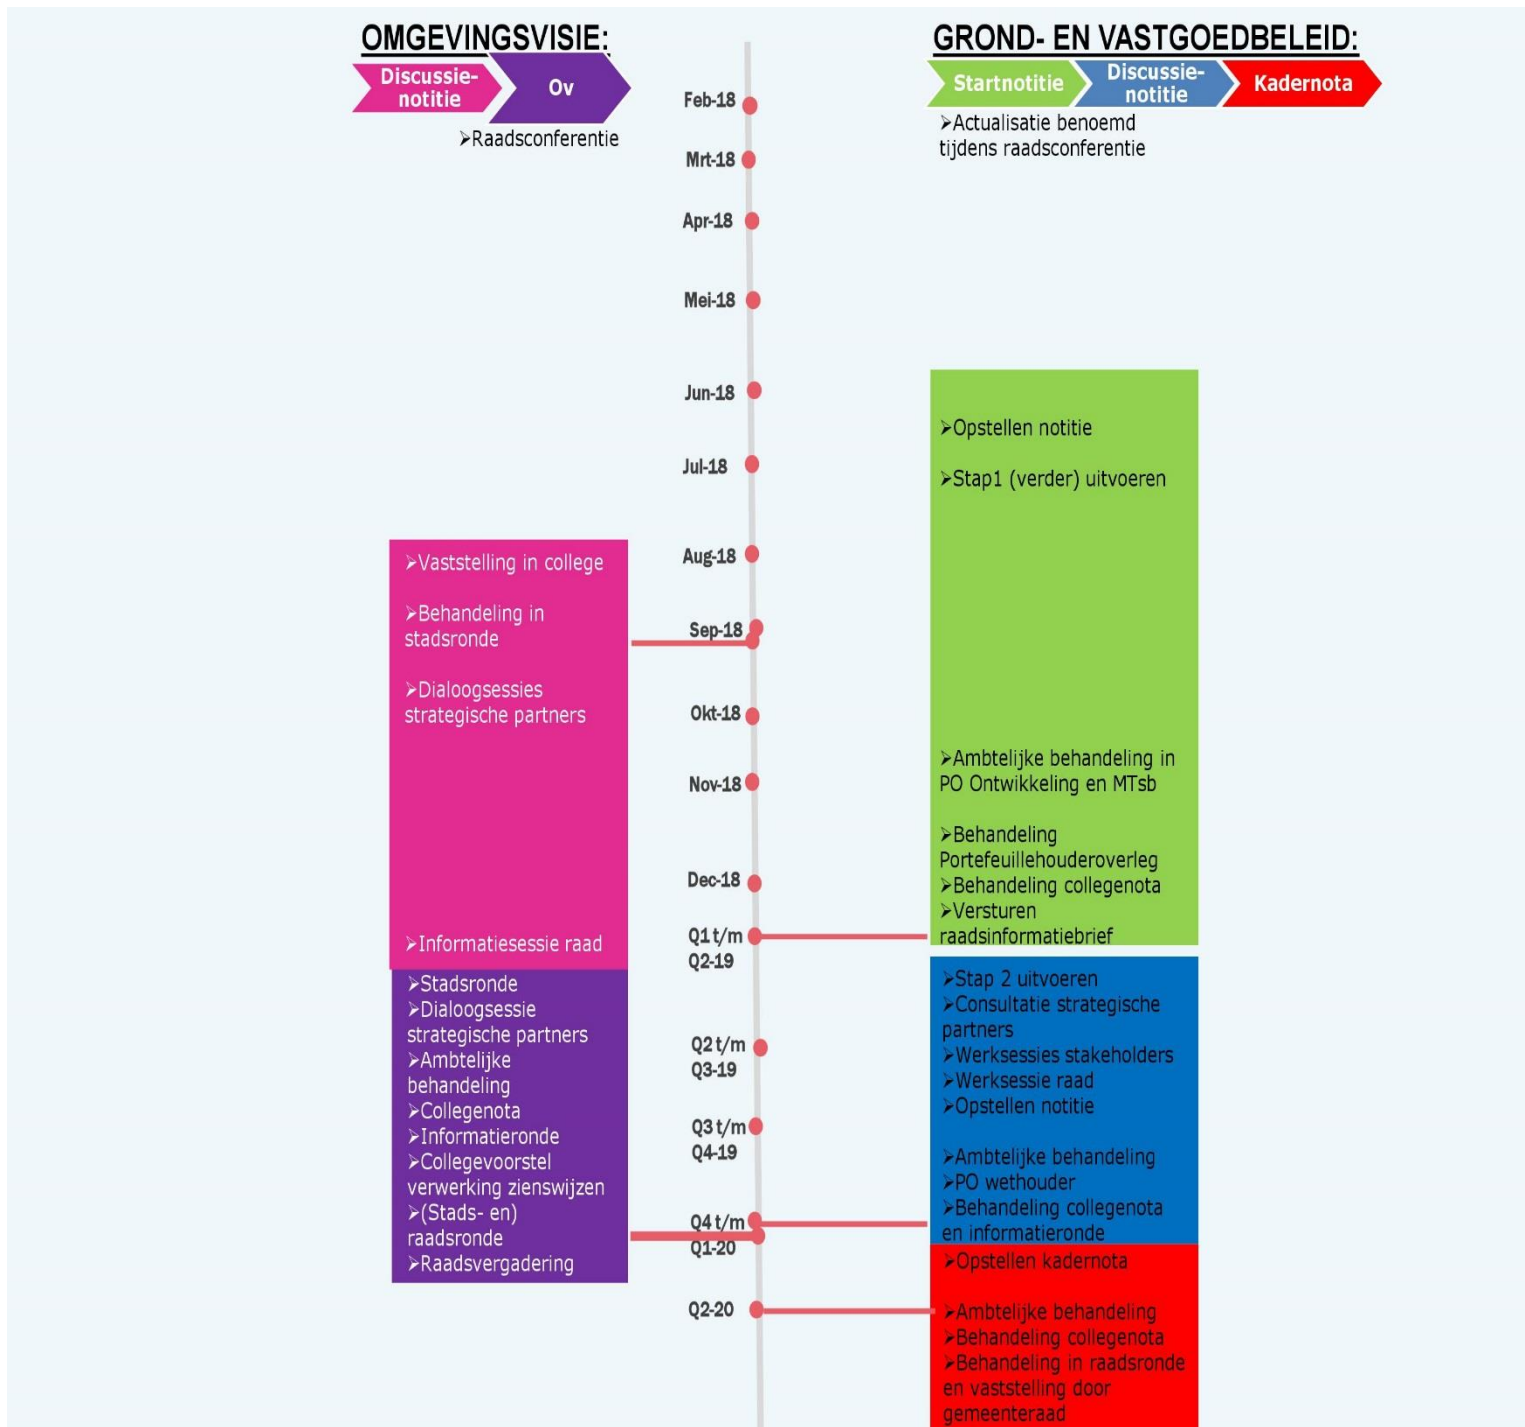 OMGEVINGSVISIE:
Discussie-
notitie
Ov
➢Raadsconferentie
➢Vaststelling in college
➢Behandeling in
stadsronde
➢Dialoogsessies
strategische partners
➢Informatiesessie raad
➢Stadsronde
➢Dialoogsessie
strategische partners
➢Ambtelijke
behandeling
➢Collegenota
➢Informatieronde
➢Collegevoorstel
verwerking zienswijzen
➢(Stads- en)
raadsronde
➢Raadsvergadering
Feb-18
Mrt-18
Apr-18
Mei-18
Jun-18
Jul-18
Aug-18
Sep-18
Okt-18
Nov-18
Dec-18
Q1 t/m
Q2-19
Q2 t/m
Q3-19
Q3 t/m
Q4-19
Q4 t/m
Q1-20
Q2-20
GROND- EN VASTGOEDBELEID:
Startnotitie
Discussie-
notitie
Kadernota
➢Actualisatie benoemd
tijdens raadsconferentie
➢Opstellen notitie
➢Stap1 (verder) uitvoeren
➢Ambtelijke behandeling in
PO Ontwikkeling en MTsb
➢Behandeling
Portefeuillehouderoverleg
➢Behandeling collegenota
➢Versturen
raadsinformatiebrief
➢Stap 2 uitvoeren
➢Consultatie strategische
partners
➢Werksessies stakeholders
➢Werksessie raad
➢Opstellen notitie
➢Ambtelijke behandeling
➢PO wethouder
➢Behandeling collegenota
en informatieronde
➢Opstellen kadernota
➢Ambtelijke behandeling
➢Behandeling collegenota
➢Behandeling in raadsronde
en vaststelling door
gemeenteraad